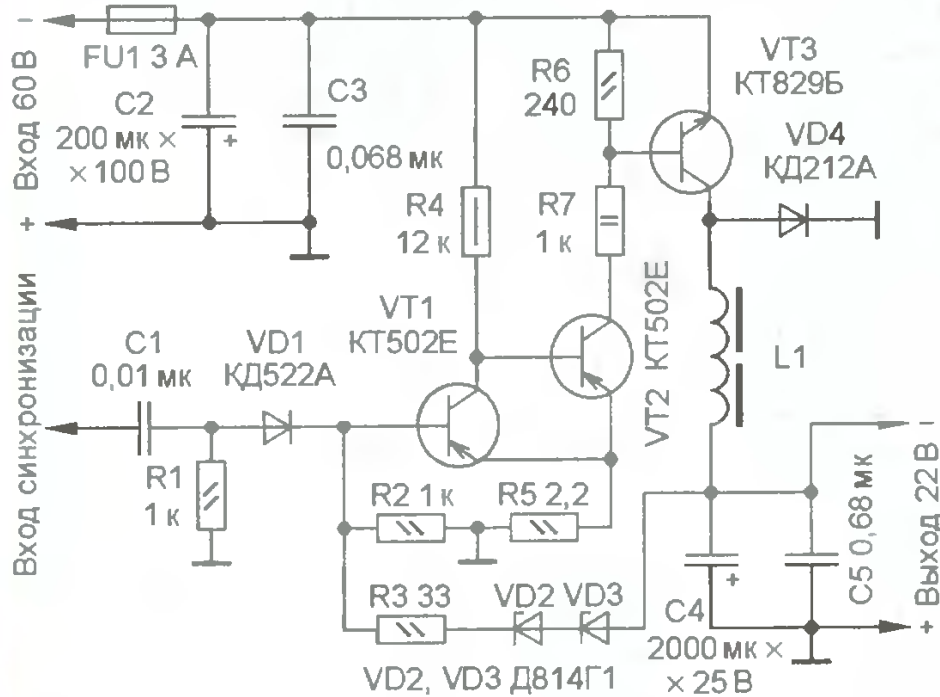 −
Вход 60 В
+
FU1 3 А
C2
200 мк ×
× 100 В
+
C3
0,068 мк
R4
12 к
R6
240
R7
1 к
VT3
КТ829Б
VD4
КД212А
Вход синхронизации
C1
0,01 мк
VD1
КД522А
VT1
КТ502Е
VT2 КТ502Е
L1
R1
1 к
R2 1 к
R5 2,2
R3 33
VD2 VD3
VD2, VD3 Д814Г1
C4
2000 мк ×
× 25 В
+
C5 0,68 мк
−
Выход 22 В
+